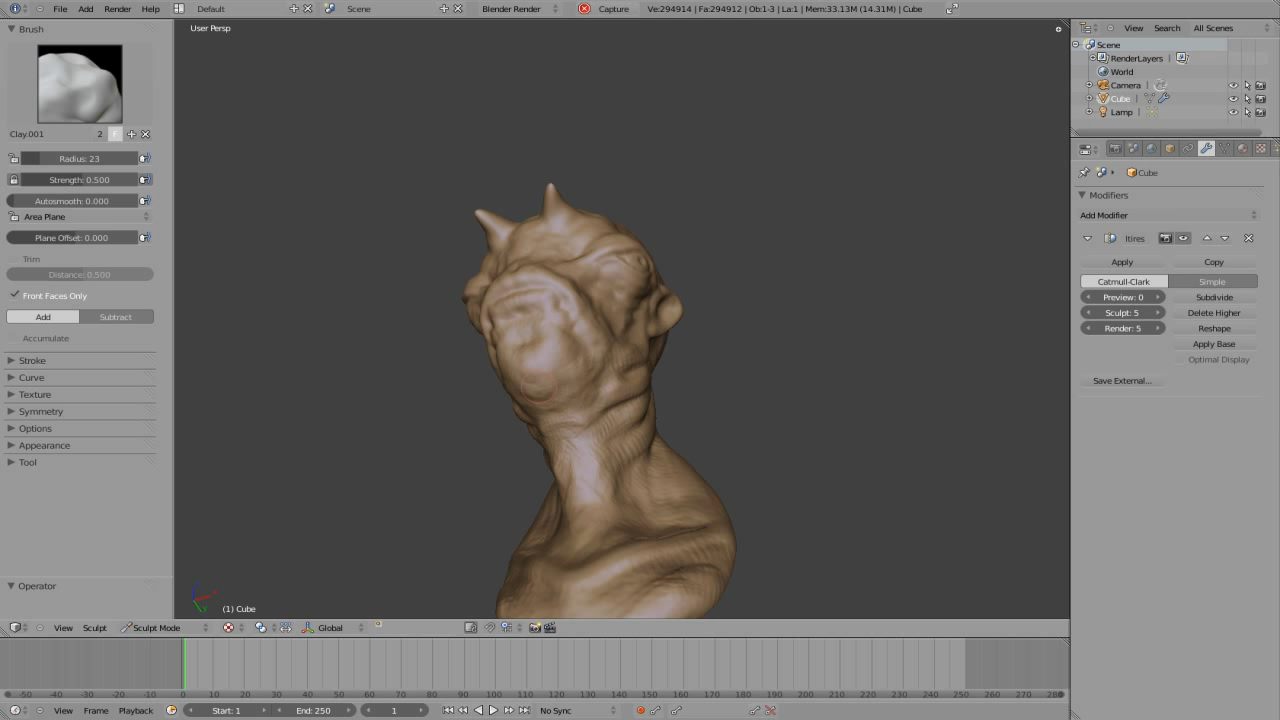 File Add Render Help Default Scene Blender Render Capture Ve:294914 | Fa:294912 | Ob:1-3 | La:1 | Mem:33.13M (14.31M) | Cube
Brush
Clay.001 2 F
Radius: 23
Strength: 0.500
Autosmooth: 0.000
Area Plane
Plane Offset: 0.000
Trim
Distance: 0.500
Front Faces Only
Add Subtract
Accumulate
Stroke
Curve
Texture
Symmetry
Options
Appearance
Tool
Operator
User Persp
(1) Cube
View Sculpt Sculpt Mode Global
View Search All Scenes
Scene
RenderLayers |
World
Camera |
Cube |
Lamp |
Cube
Modifiers
Add Modifier
ltires
Apply Copy
Catmull-Clark Simple
Preview: 0 Subdivide
Sculpt: 5 Delete Higher
Render: 5 Reshape
Apply Base
Optimal Display
Save External...
-50 -40 -30 -20 -10 0 10 20 30 40 50 60 70 80 90 100 110 120 130 140 150 160 170 180 190 200 210 220 230 240 250 260 270 280
View Frame Playback Start: 1 End: 250 1 No Sync